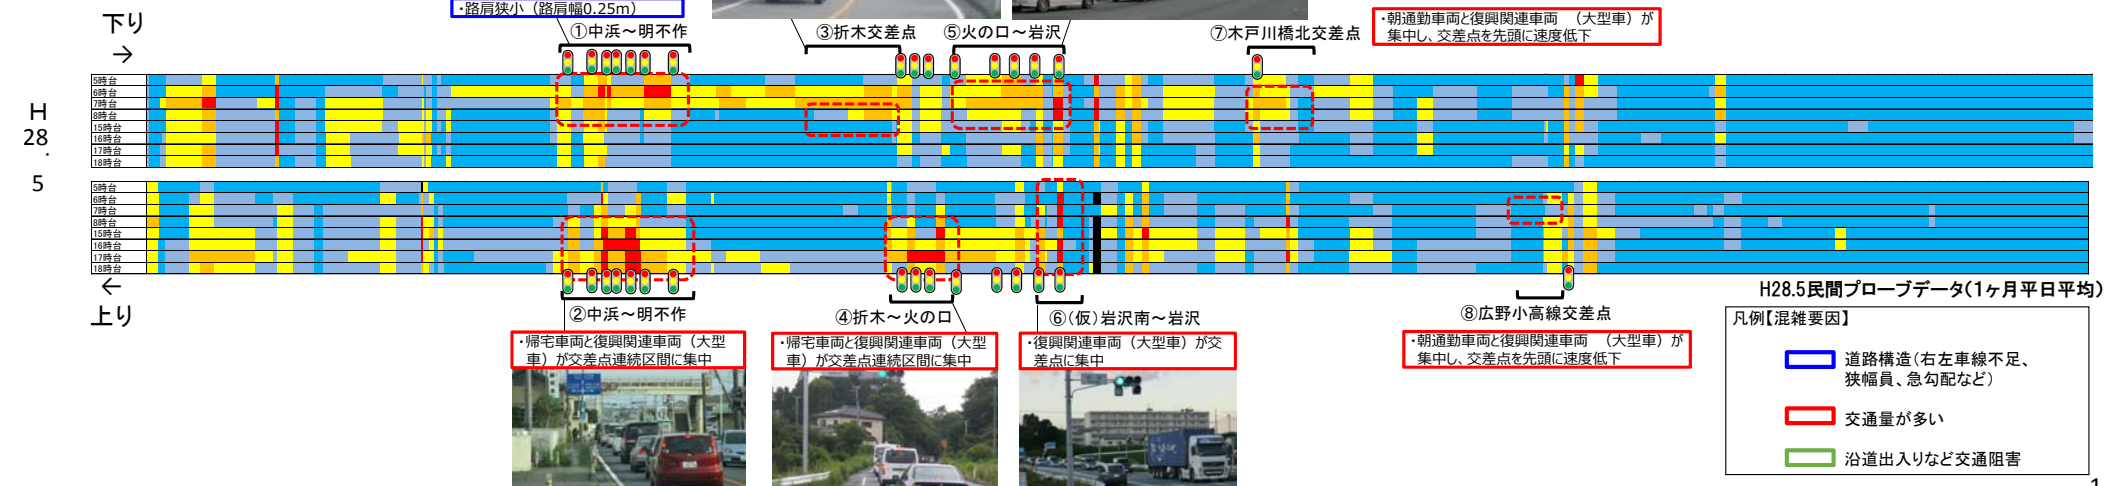 ・路肩狭小（路肩幅0.25m）
下り
→
①中浜～明不作
③折木交差点
⑤火のロ～岩沢
⑦木戸川橋北交差点
・朝通勤車両と復興関連車両　（大型車）が
集中し、交差点を先頭に速度低下
H
28
.
5
5時台
6時台
7時台
8時台
15時台
16時台
17時台
18時台
5時台
6時台
7時台
8時台
15時台
16時台
17時台
18時台
←
上り
②中浜～明不作
④折木～火のロ
⑥(仮)岩沢南～岩沢
⑧広野小高線交差点
・帰宅車両と復興関連車両（大型
車）が交差点連続区間に集中
・帰宅車両と復興関連車両（大型
車）が交差点連続区間に集中
・復興関連車両（大型車）が交
差点に集中
・朝通勤車両と復興関連車両　（大型車）が
集中し、交差点を先頭に速度低下
H28.5民間プローブデータ(1ヶ月平日平均)
凡例【混雑要因】
道路構造(右左車線不足、
狭幅員、急勾配など)
交通量が多い
沿道出入りなど交通阻害
1